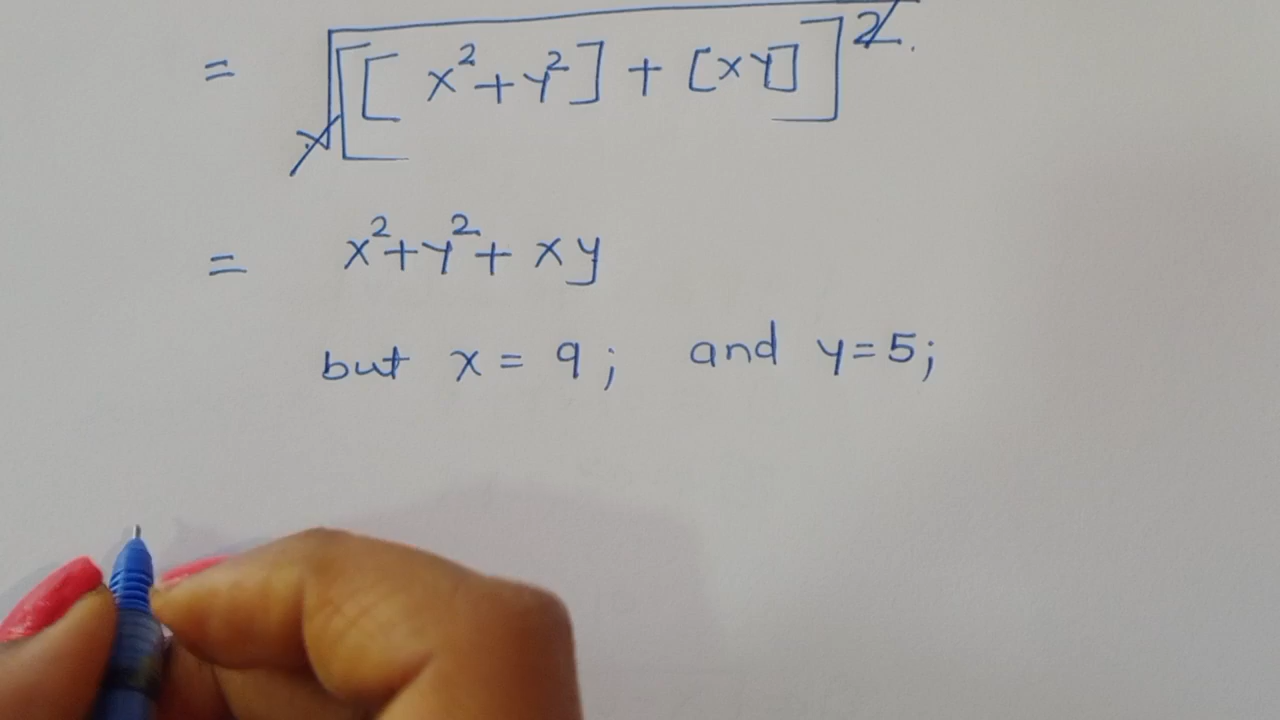 = √[[x²+y²]+[xy]]²
= x²+y²+xy
but x = 9; and y=5;